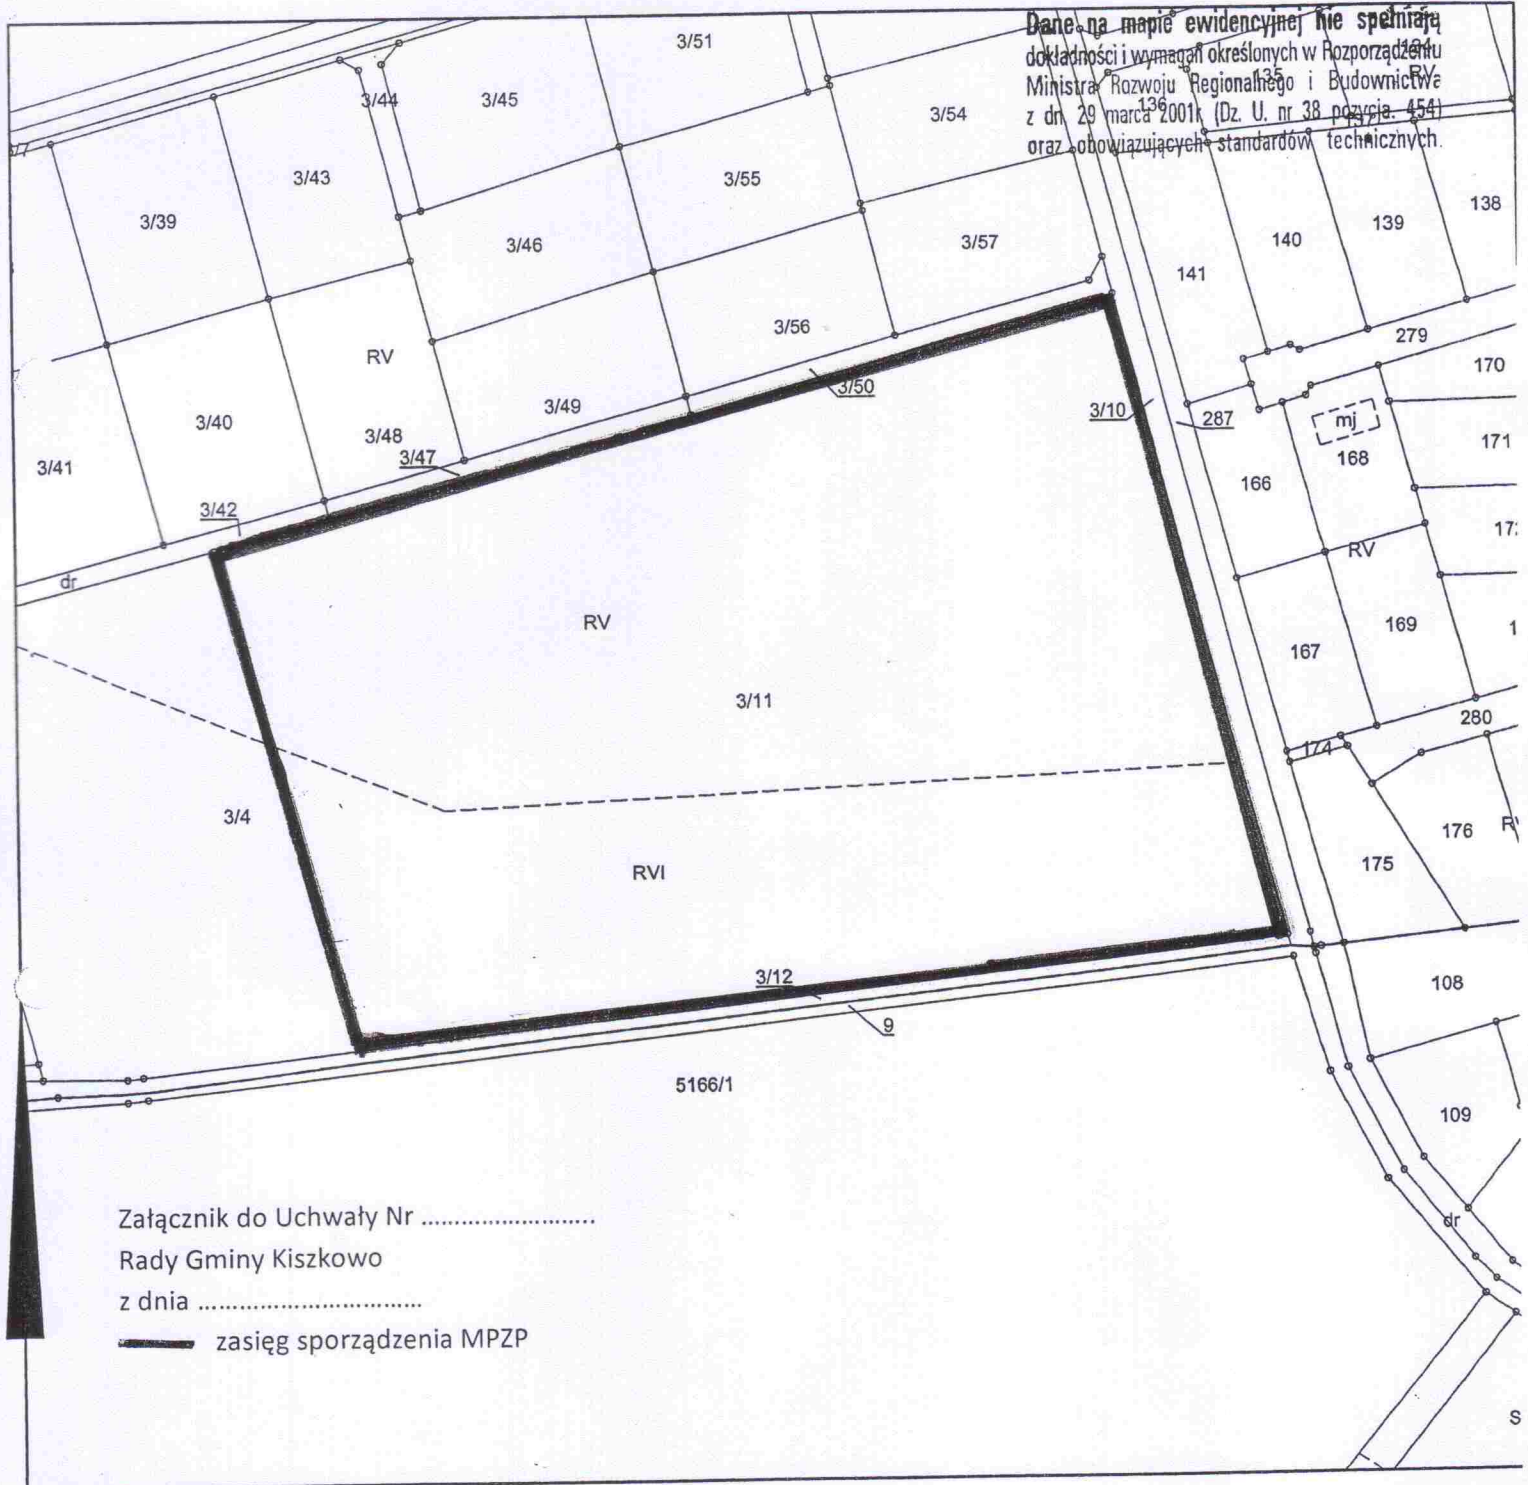 Dane na mapie ewidencyjnej nie spełniają
dokładności i wymagań określonych w Rozporządzeniu
Ministra Rozwoju Regionalnego i Budownictwa
z dn. 29 marca 2001r. (Dz. U. nr 38 pozycja. 454)
oraz obowiązujących standardów technicznych.
3/51
134
RV
3/44
3/45
135
136
3/54
137
3/43
3/55
3/39
138
139
3/46
3/57
140
141
3/56
279
RV
170
3/50
3/49
3/10
287
mj
3/40
3/48
171
3/47
168
3/41
166
3/42
RV
dr
RV
169
167
3/11
280
174
3/4
176
175
RVI
3/12
108
9
5166/1
109
Załącznik do Uchwały Nr ..........................
dr
Rady Gminy Kiszkowo
z dnia .................................
zasięg sporządzenia MPZP
S